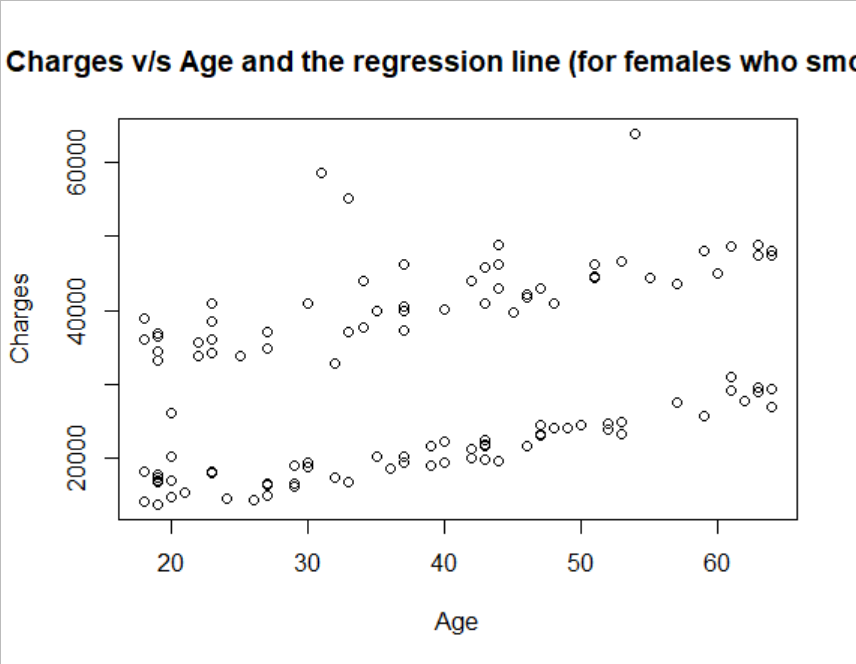 Charges v/s Age and the regression line (for females who smo
60000
40000
20000
Charges
20 30 40 50 60
Age